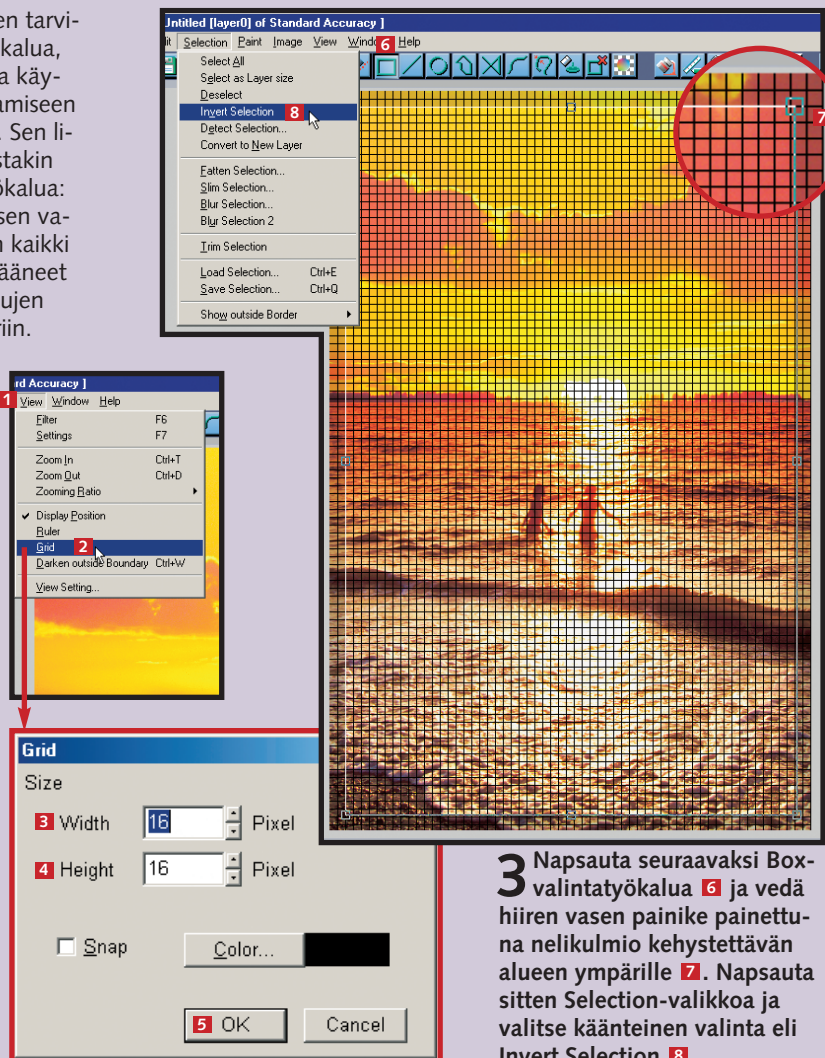 en tarvi-
kalua,
a käy-
amiseen
. Sen li-
stakin
ökalua:
sen va-
n kaikki
ääneet
ujen
riin.
Untitled [layer0] of Standard Accuracy ]
it Selection Paint Image View Window 6 Help
Select All
Select as Layer size
Deselect
Invert Selection 8
Detect Selection...
Convert to New Layer
Fatten Selection...
Slim Selection...
Blur Selection...
Blur Selection 2
Trim Selection
Load Selection... Ctrl+E
Save Selection... Ctrl+Q
Show outside Border
7
rd Accuracy ]
1 View Window Help
Filter F6
Settings F7
Zoom In Ctrl+T
Zoom Out Ctrl+D
Zooming Ratio
Display Position
Ruler
Grid 2
Darken outside Boundary Ctrl+W
View Setting...
Grid
Size
3 Width 16 Pixel
4 Height 16 Pixel
Snap Color...
5 OK Cancel
3 Napsauta seuraavaksi Box-
valintatyökalua 6 ja vedä
hiiren vasen painike painettu-
na nelikulmio kehystettävän
alueen ympärille 7. Napsauta
sitten Selection-valikkoa ja
valitse käänteinen valinta eli
Invert Selection 8